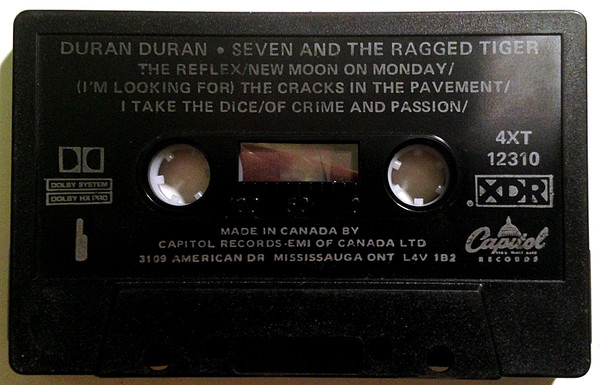 DURAN DURAN • SEVEN AND THE RAGGED TIGER
THE REFLEX/NEW MOON ON MONDAY/
(I'M LOOKING FOR) THE CRACKS IN THE PAVEMENT/
I TAKE THE DICE/OF CRIME AND PASSION/
4XT
12310
DOLBY SYSTEM
DOLBY HX PRO
XDR
1
MADE IN CANADA BY
CAPITOL RECORDS-EMI OF CANADA LTD
3109 AMERICAN DR MISSISSAUGA ONT L4V 1B2
Capitol
RECORDS